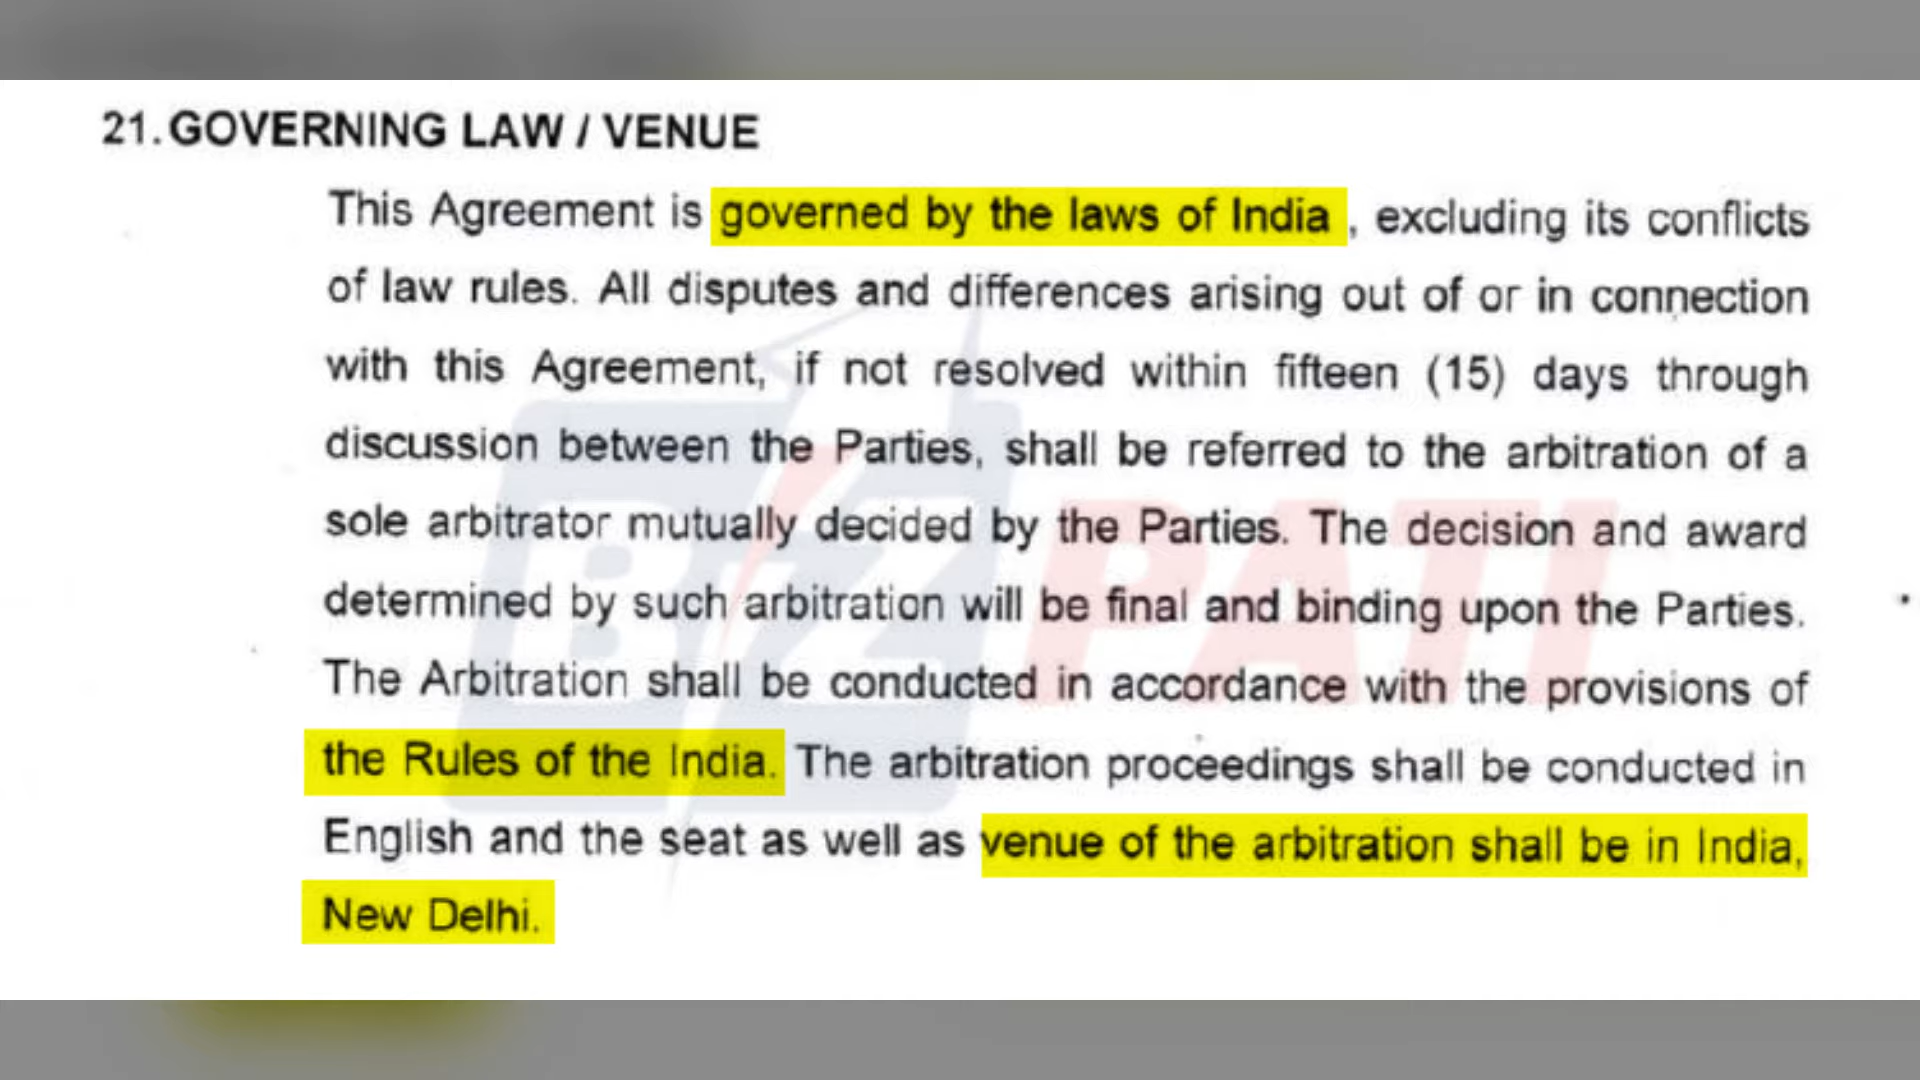 21. GOVERNING LAW / VENUE
This Agreement is governed by the laws of India , excluding its conflicts
of law rules. All disputes and differences arising out of or in connection
with this Agreement, if not resolved within fifteen (15) days through
discussion between the Parties, shall be referred to the arbitration of a
sole arbitrator mutually decided by the Parties. The decision and award
determined by such arbitration will be final and binding upon the Parties.
The Arbitration shall be conducted in accordance with the provisions of
the Rules of the India. The arbitration proceedings shall be conducted in
English and the seat as well as venue of the arbitration shall be in India,
New Delhi.
BIZ PATI